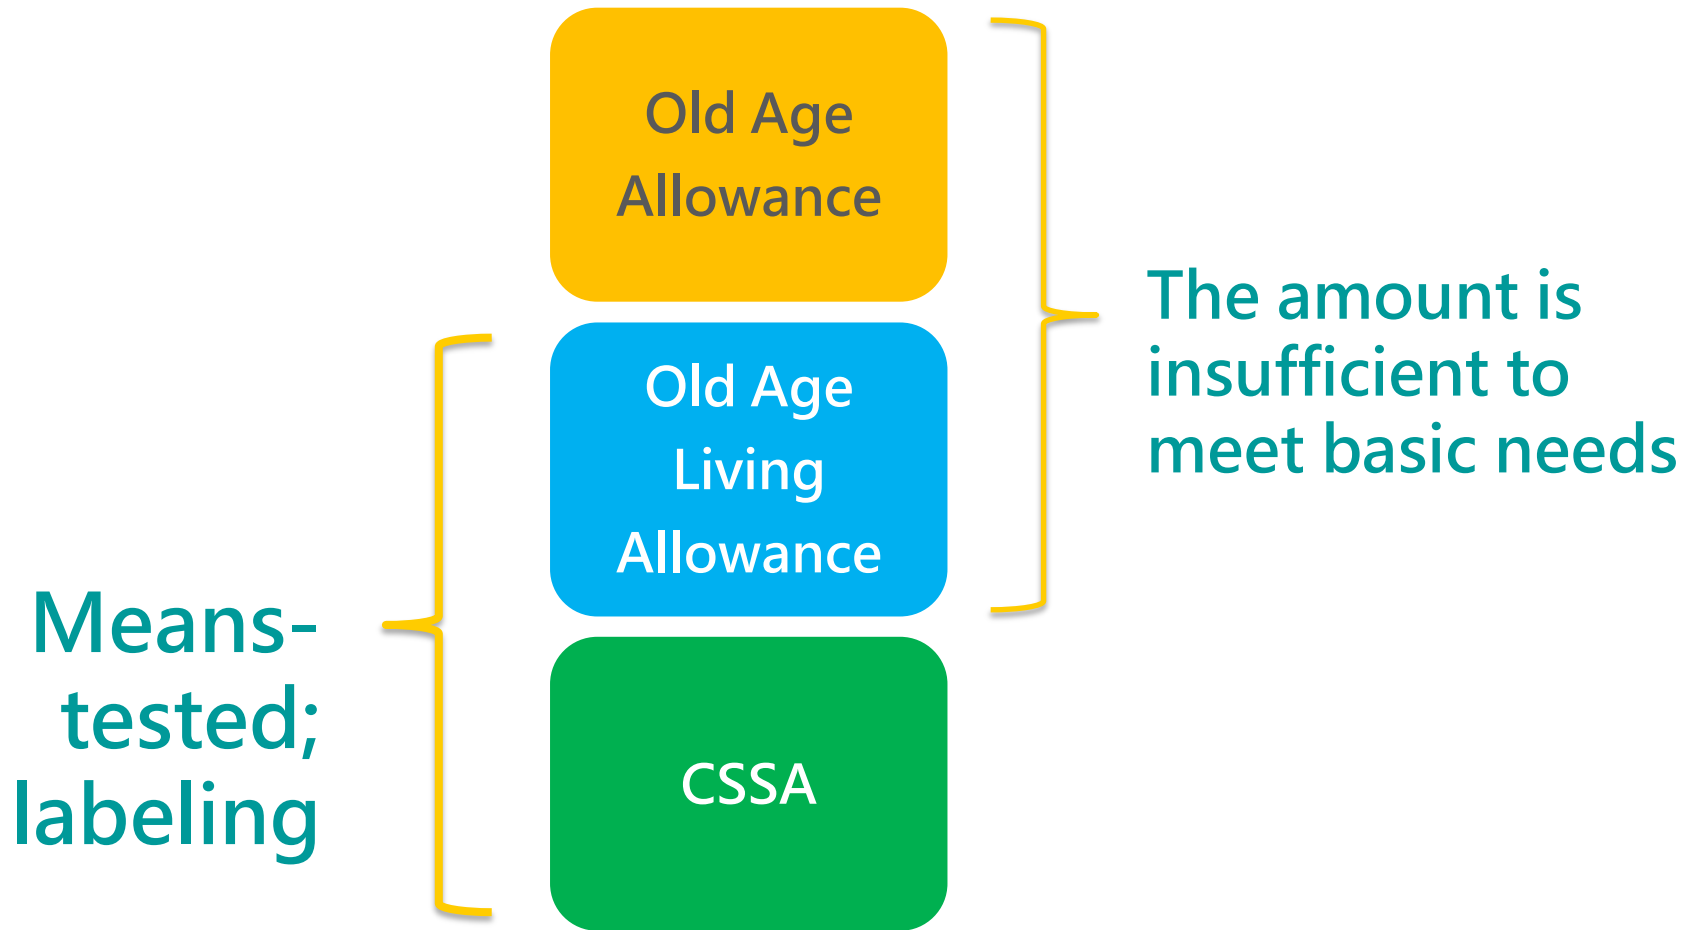 Old Age
Allowance
The amount is
insufficient to
meet basic needs
Old Age
Living
Allowance
Means-
tested;
labeling
CSSA